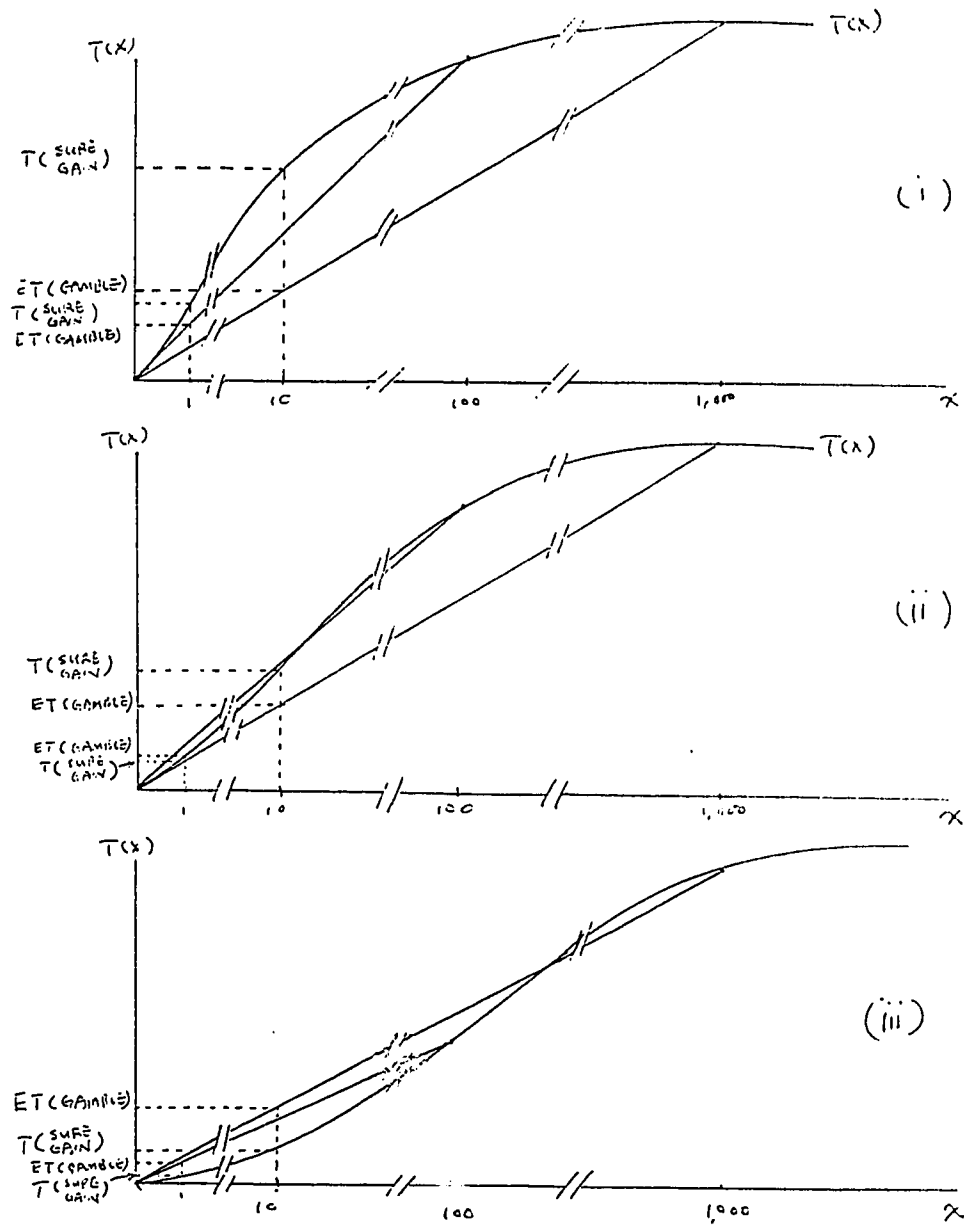 T(x)
T(x)
T(SURE GAIN)
(i)
ET(GAMBLE)
T(SURE GAIN)
ET(GAMBLE)
1 10 100 1,000 x
T(x)
T(x)
(ii)
T(SURE GAIN)
ET(GAMBLE)
ET(GAMBLE)
T(SURE GAIN)
1 10 100 1,000 x
T(x)
(iii)
ET(GAMBLE)
T(SURE GAIN)
ET(GAMBLE)
T(SURE GAIN)
1 10 100 1,000 x